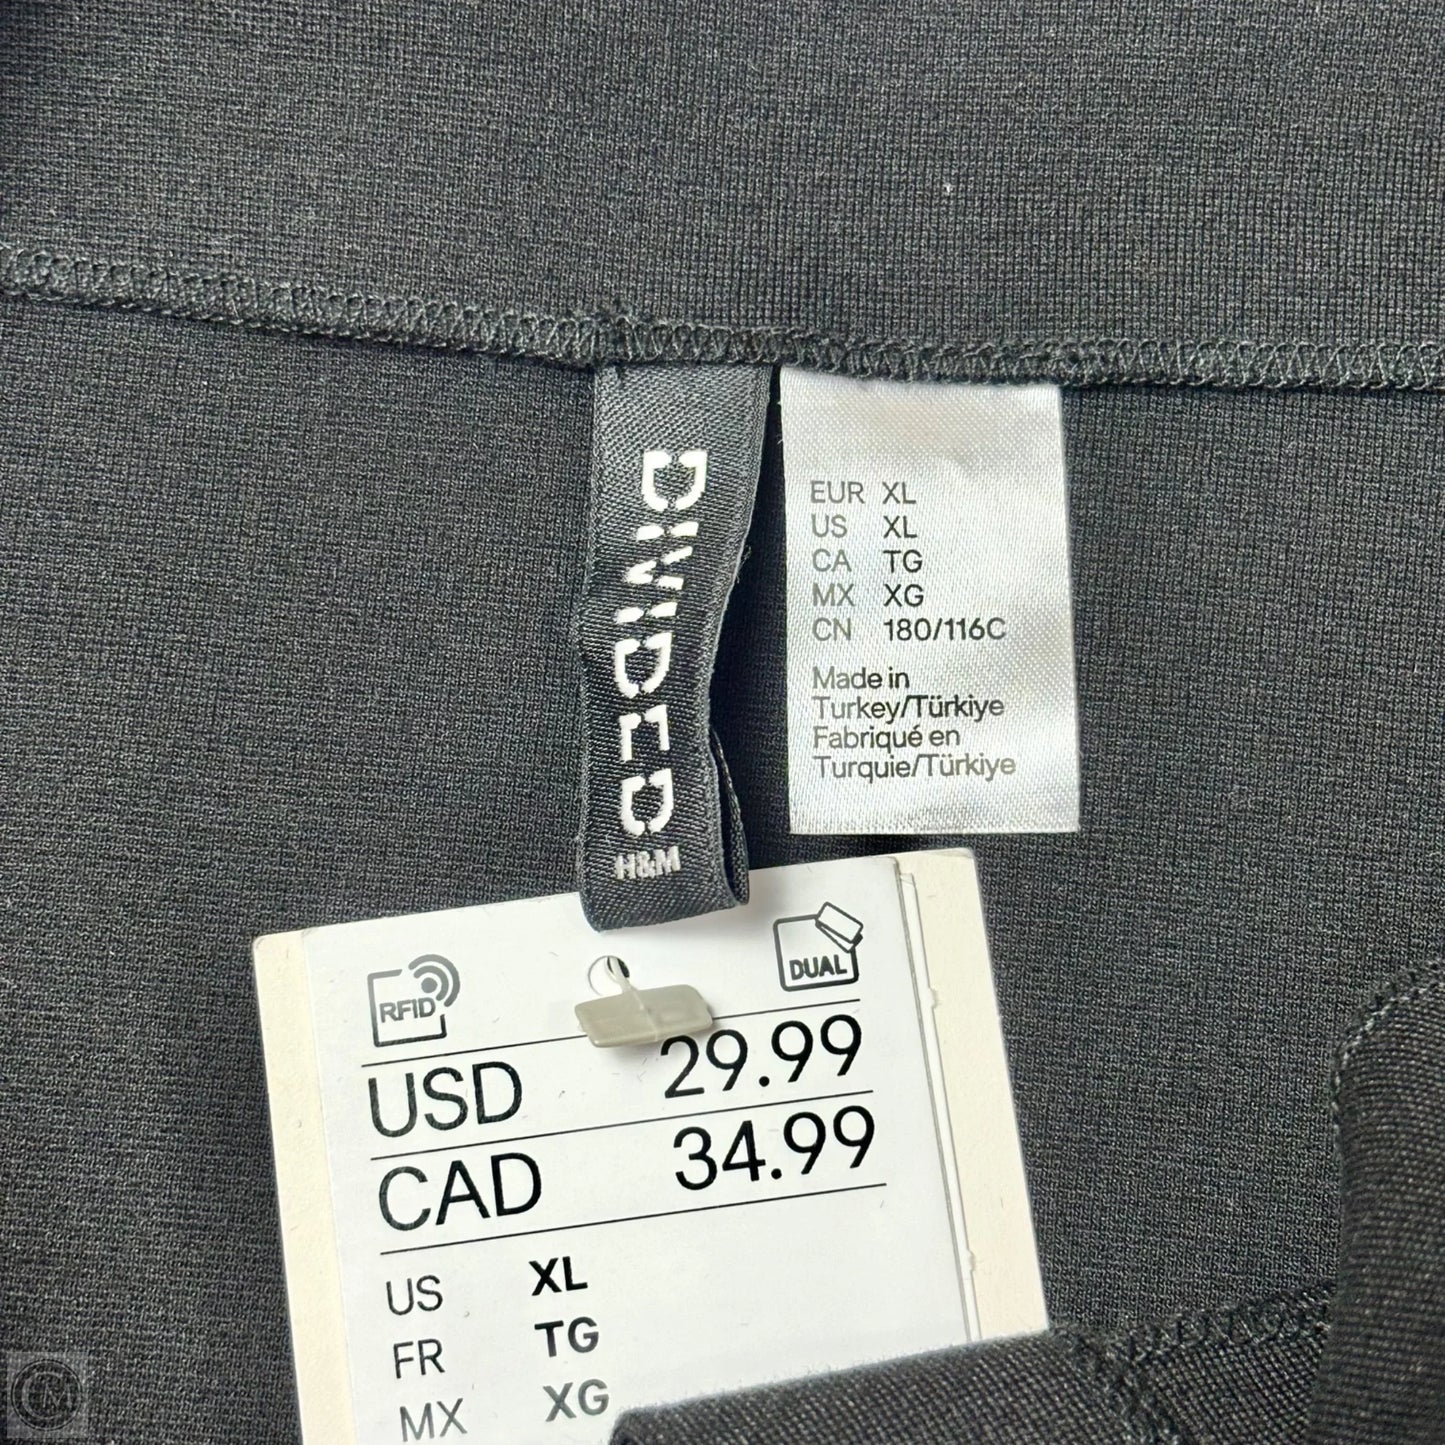 DIVIDED
H&M
EUR XL
US XL
CA TG
MX XG
CN 180/116C
Made in
Turkey/Türkiye
Fabriqué en
Turquie/Türkiye
RFID
DUAL
USD 29.99
CAD 34.99
US XL
FR TG
MX XG